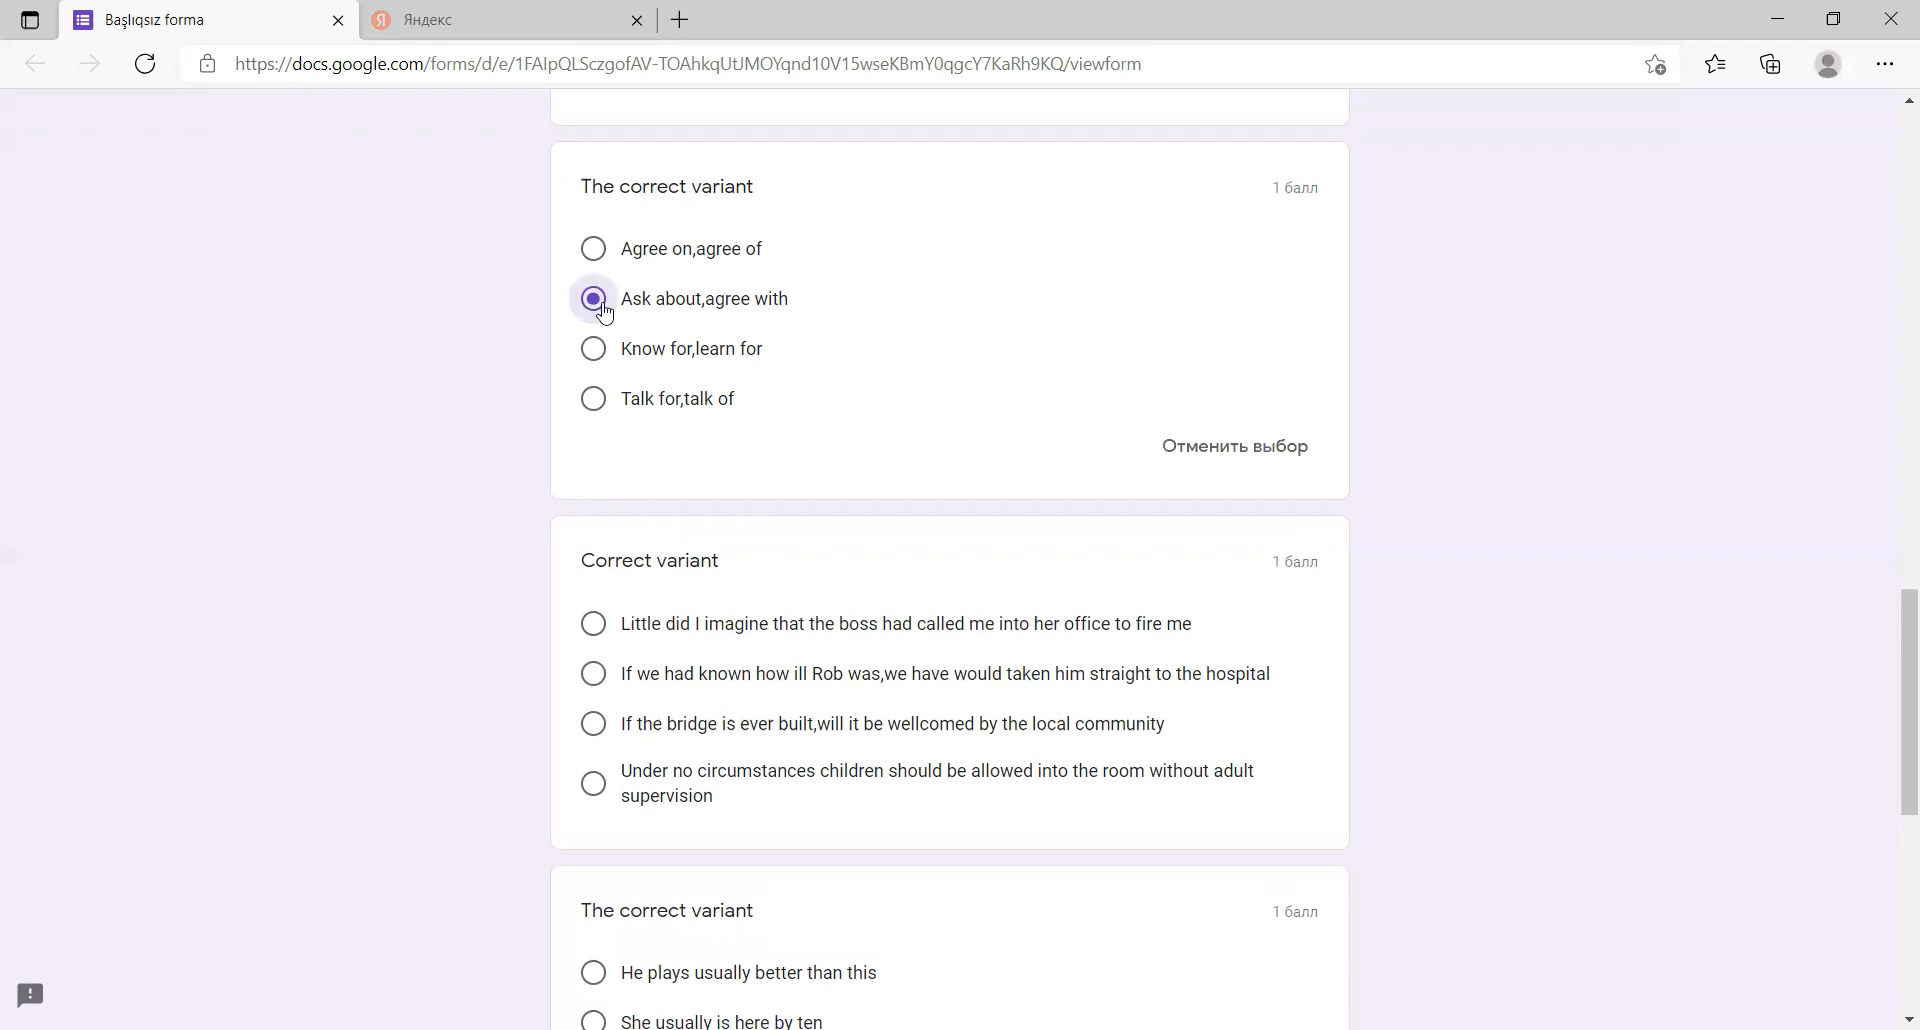 Başlıqsız forma
Яндекс
https://docs.google.com/forms/d/e/1FAIpQLSczgofAV-TOAhkqUtJMOYqnd10V15wseKBmY0qgcY7KaRh9KQ/viewform
The correct variant
1 балл
Agree on,agree of
Ask about,agree with
Know for,learn for
Talk for,talk of
Отменить выбор
Correct variant
1 балл
Little did I imagine that the boss had called me into her office to fire me
If we had known how ill Rob was,we have would taken him straight to the hospital
If the bridge is ever built,will it be wellcomed by the local community
Under no circumstances children should be allowed into the room without adult
supervision
The correct variant
1 балл
He plays usually better than this
She usually is here by ten